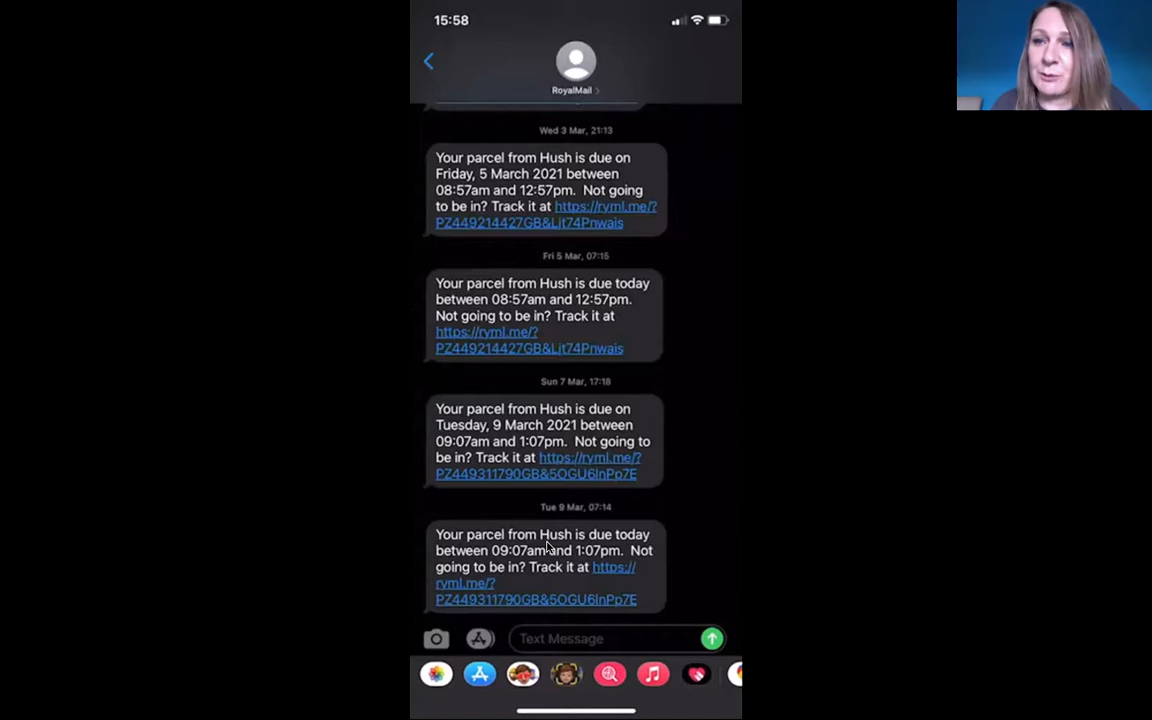 15:58
RoyalMail
Wed 3 Mar, 21:13
Your parcel from Hush is due on
Friday, 5 March 2021 between
08:57am and 12:57pm. Not going
to be in? Track it at https://ryml.me/?
PZ449214427GB&Ljt74Pnwais
Fri 5 Mar, 07:15
Your parcel from Hush is due today
between 08:57am and 12:57pm.
Not going to be in? Track it at
https://ryml.me/?
PZ449214427GB&Ljt74Pnwais
Sun 7 Mar, 17:18
Your parcel from Hush is due on
Tuesday, 9 March 2021 between
09:07am and 1:07pm. Not going to
be in? Track it at https://ryml.me/?
PZ449311790GB&5OGU6lnPp7E
Tue 9 Mar, 07:14
Your parcel from Hush is due today
between 09:07am and 1:07pm. Not
going to be in? Track it at https://
ryml.me/?
PZ449311790GB&5OGU6lnPp7E
Text Message